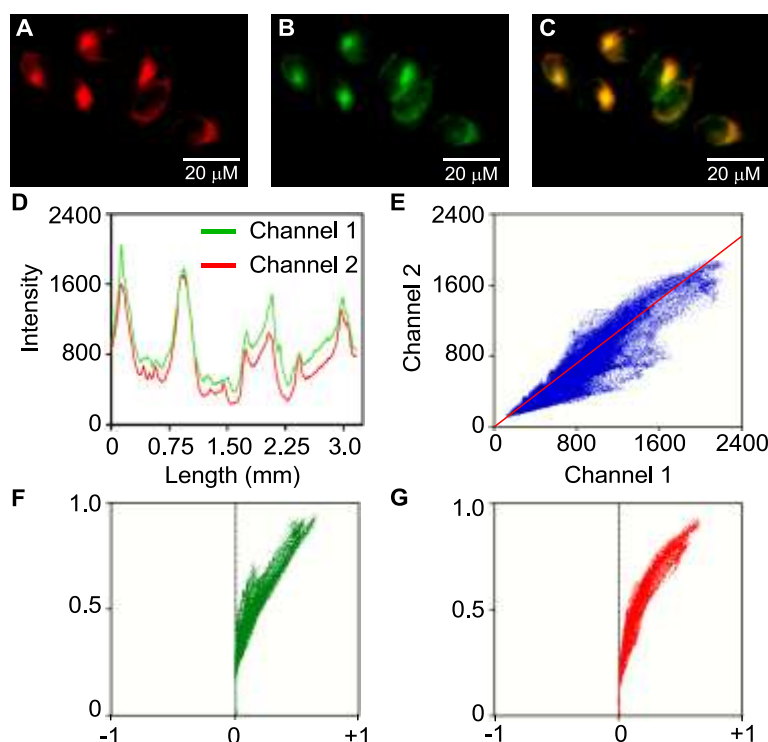 A
B
C
20 μM
20 μM
20 μM
D
2400
1600
800
0
Intensity
Channel 1
Channel 2
0
0.75
1.50
2.25
3.0
Length (mm)
E
2400
1600
800
0
Channel 2
800
1600
2400
Channel 1
F
1.0
0.5
0
-1
0
+1
G
1.0
0.5
0
-1
0
+1